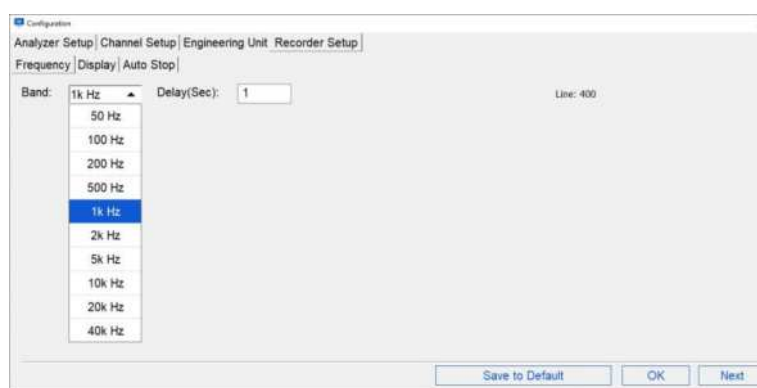 Configuration
Analyzer Setup Channel Setup Engineering Unit Recorder Setup
Frequency Display Auto Stop
Band: 1k Hz Delay(Sec): 1 Line: 400
50 Hz
100 Hz
200 Hz
500 Hz
1k Hz
2k Hz
5k Hz
10k Hz
20k Hz
40k Hz
Save to Default OK Next